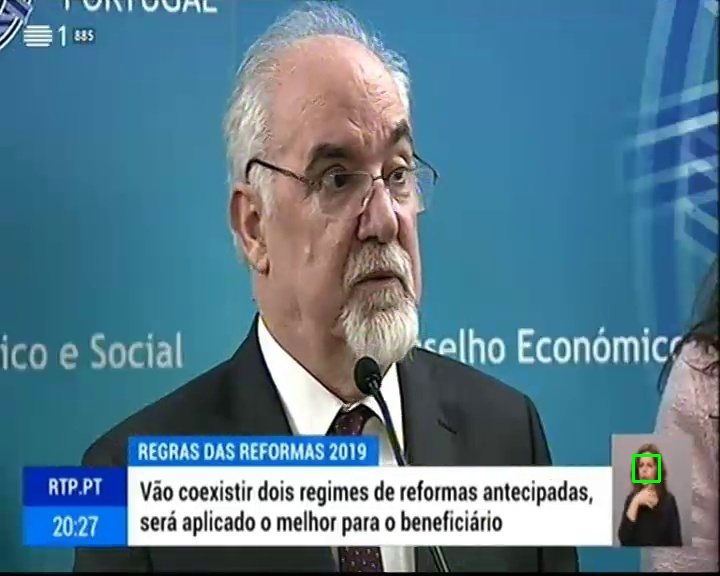 PORTUGAL
1 885
ico e Social
selho Económico
REGRAS DAS REFORMAS 2019
RTP.PT
Vão coexistir dois regimes de reformas antecipadas,
20:27
será aplicado o melhor para o beneficiário